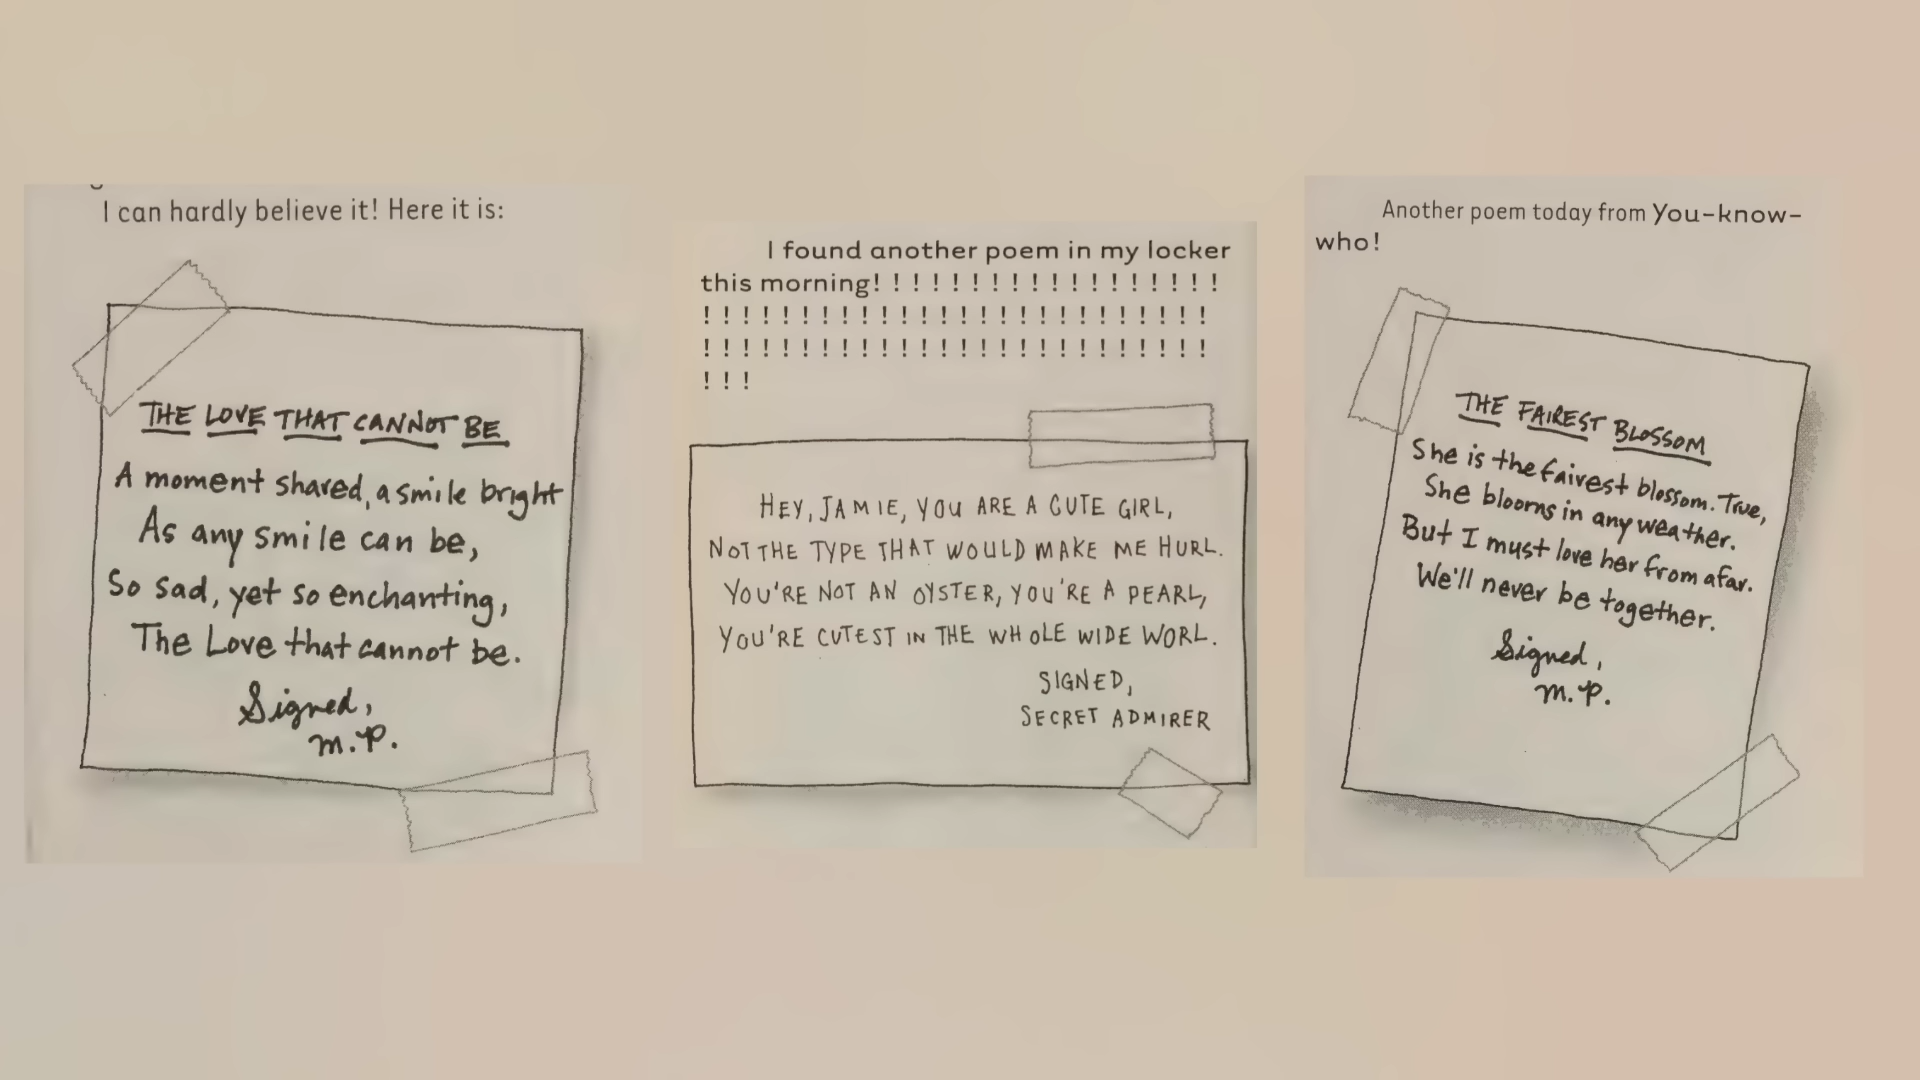 I can hardly believe it! Here it is:
THE LOVE THAT CANNOT BE
A moment shared, a smile bright
As any smile can be,
So sad, yet so enchanting,
The Love that cannot be.
Signed,
M.P.
I found another poem in my locker
this morning! ! ! ! ! ! ! ! ! ! ! ! ! ! ! ! ! !
! ! ! ! ! ! ! ! ! ! ! ! ! ! ! ! ! ! ! ! ! ! ! ! ! !
! ! ! ! ! ! ! ! ! ! ! ! ! ! ! ! ! ! ! ! ! ! ! ! ! !
! ! !
HEY, JAMIE, YOU ARE A CUTE GIRL,
NOT THE TYPE THAT WOULD MAKE ME HURL.
YOU'RE NOT AN OYSTER, YOU'RE A PEARL,
YOU'RE CUTEST IN THE WHOLE WIDE WORL.
SIGNED,
SECRET ADMIRER
Another poem today from You-know-
who!
THE FAIREST BLOSSOM
She is the fairest blossom. True,
She blooms in any weather.
But I must love her from afar.
We'll never be together.
Signed,
M.P.